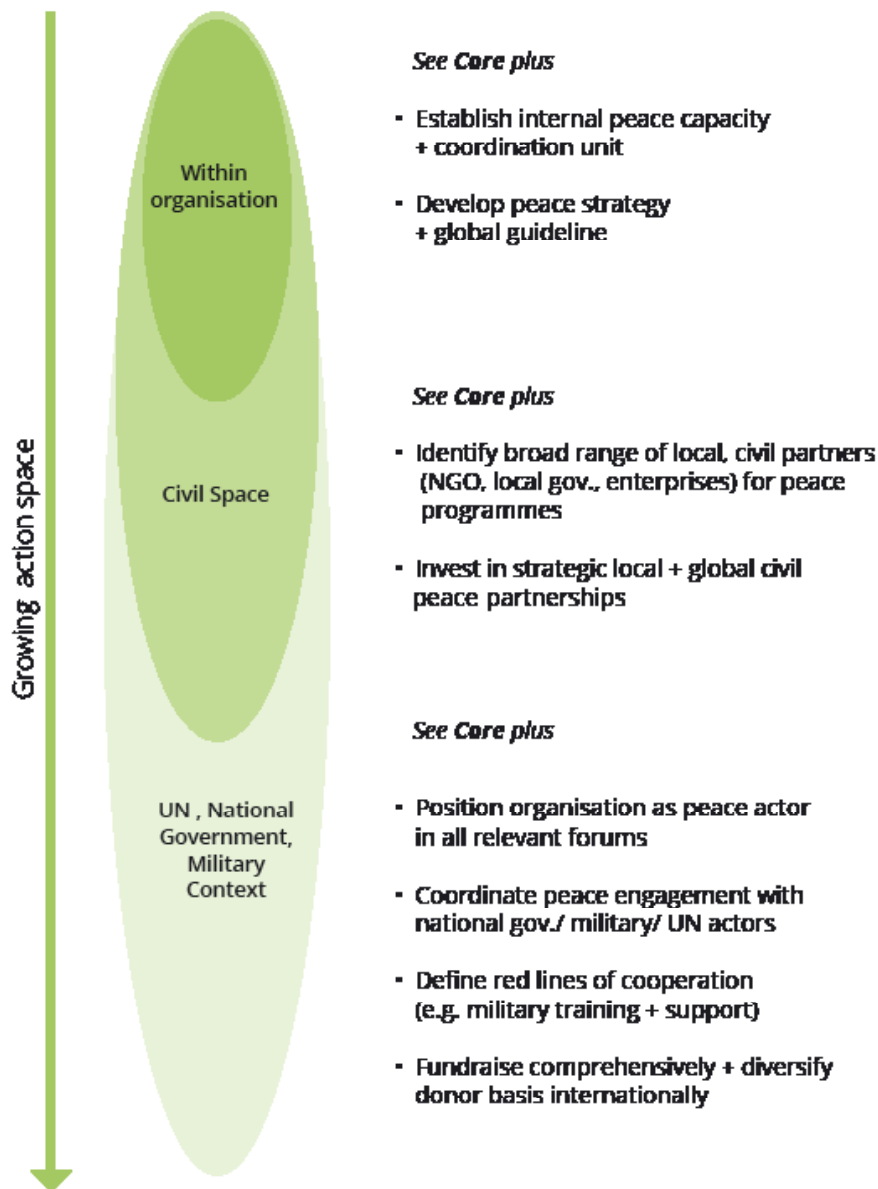 Growing action space
Within
organisation
See Core plus
▪ Establish internal peace capacity
+ coordination unit
▪ Develop peace strategy
+ global guideline
Civil Space
See Core plus
▪ Identify broad range of local, civil partners
(NGO, local gov., enterprises) for peace
programmes
▪ Invest in strategic local + global civil
peace partnerships
UN , National
Government,
Military
Context
See Core plus
▪ Position organisation as peace actor
in all relevant forums
▪ Coordinate peace engagement with
national gov./ military/ UN actors
▪ Define red lines of cooperation
(e.g. military training + support)
▪ Fundraise comprehensively + diversify
donor basis internationally